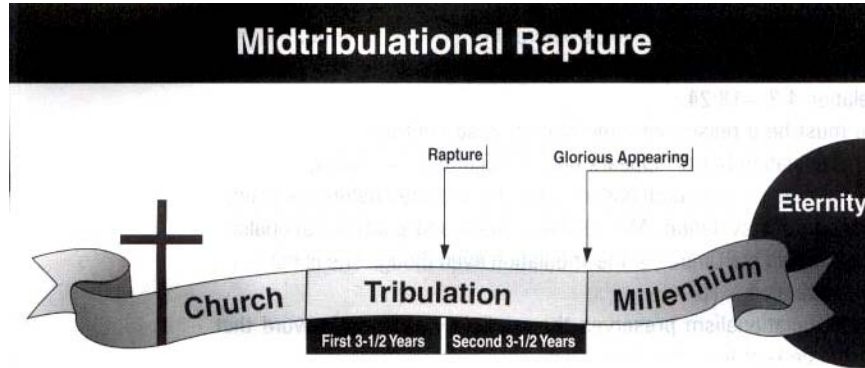 Midtribulational Rapture
Rapture
Glorious Appearing
Eternity
Church
Tribulation
Millennium
First 3-1/2 Years
Second 3-1/2 Years